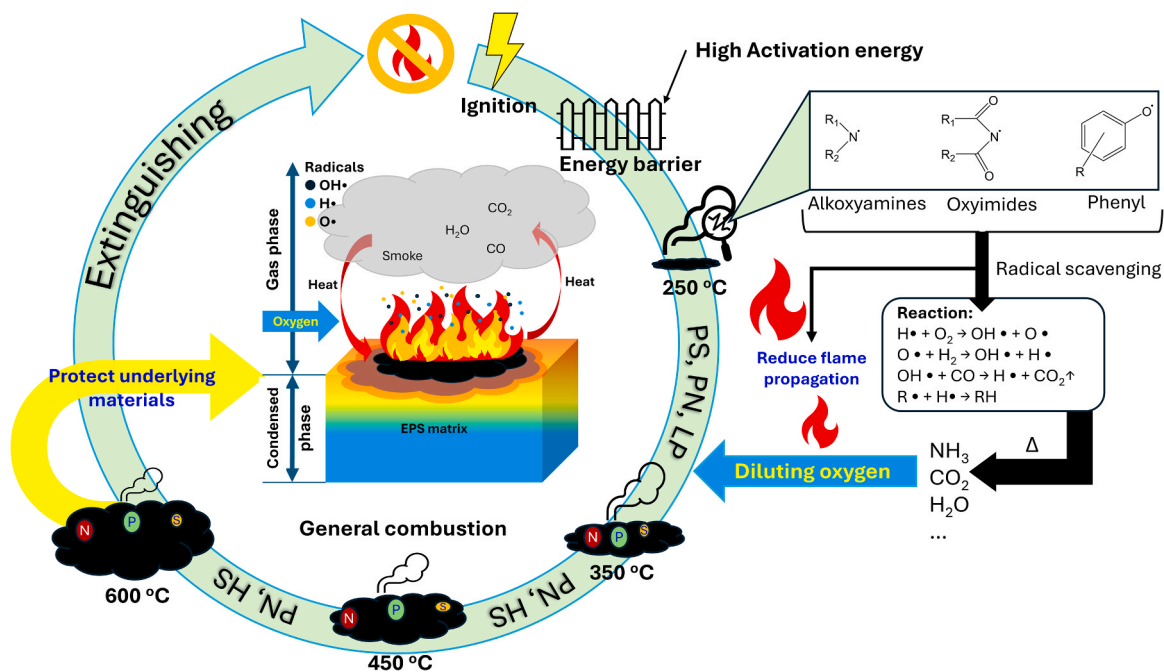 High Activation energy
Ignition
Energy barrier
Extinguishing
Radicals
OH•
H•
O•
Gas phase
CO2
H2O
CO
Smoke
Heat
Heat
Oxygen
Condensed
phase
EPS matrix
R1
N•
R2
O
R1
N•
R2
O
O•
R
Alkoxyamines
Oxyimides
Phenyl
250 °C
Radical scavenging
Reaction:
H• + O2 → OH • + O •
O • + H2 → OH • + H •
OH • + CO → H • + CO2↑
R • + H• → RH
Reduce flame
propagation
PS, PN, LP
Δ
NH3
CO2
H2O
...
Diluting oxygen
Protect underlying
materials
N
P
S
350 °C
PN, HS
General combustion
N
P
S
450 °C
PN, HS
N
P
S
600 °C